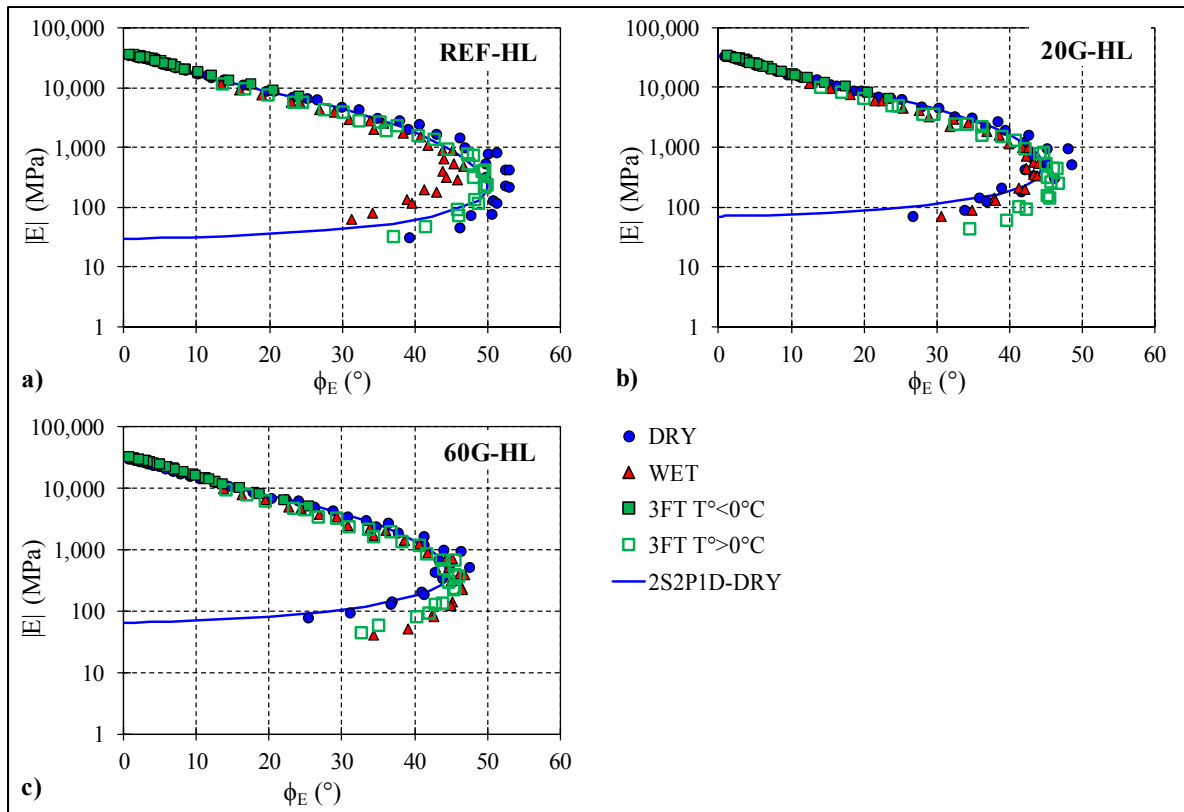 REF-HL
100,000
10,000
1,000
100
10
1
|E| (MPa)
0 10 20 30 40 50 60
ϕE (°)
a)
20G-HL
100,000
10,000
1,000
100
10
1
|E| (MPa)
0 10 20 30 40 50 60
ϕE (°)
b)
60G-HL
100,000
10,000
1,000
100
10
1
|E| (MPa)
0 10 20 30 40 50 60
ϕE (°)
c)
DRY
WET
3FT T°<0°C
3FT T°>0°C
2S2P1D-DRY